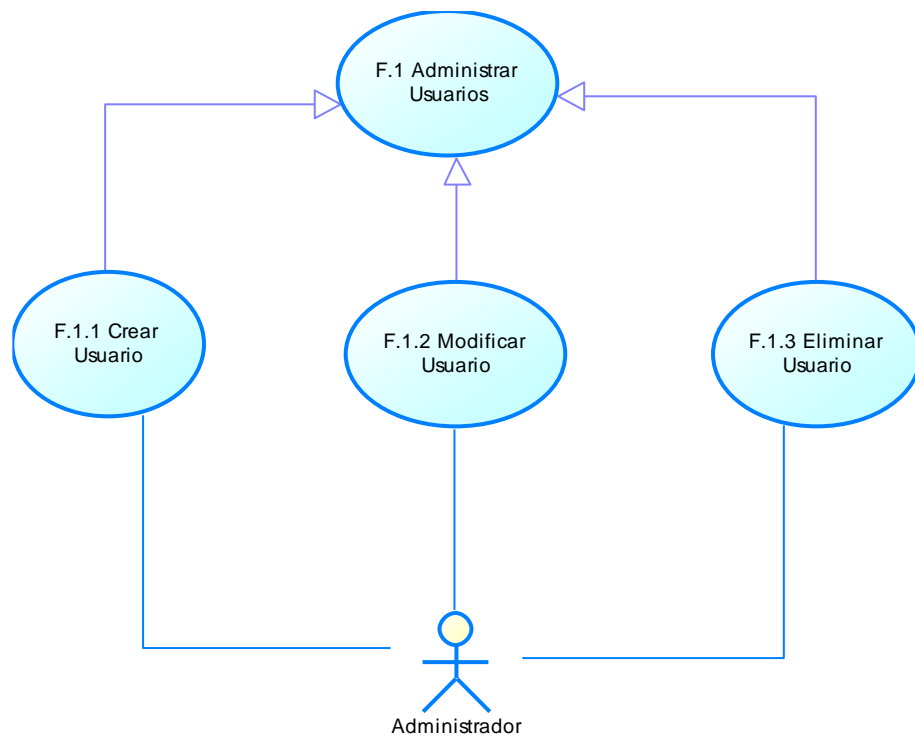 F.1 Administrar
Usuarios
F.1.1 Crear
Usuario
F.1.2 Modificar
Usuario
F.1.3 Eliminar
Usuario
Administrador